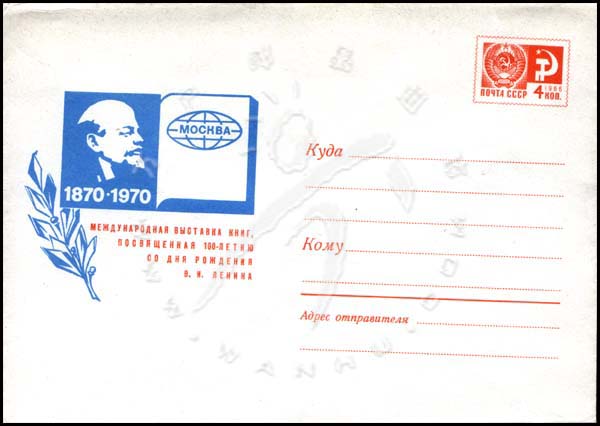 1966
4 КОП.
ПОЧТА СССР
МОСКВА
1870·1970
МЕЖДУНАРОДНАЯ ВЫСТАВКА КНИГ,
ПОСВЯЩЕННАЯ 100-ЛЕТИЮ
СО ДНЯ РОЖДЕНИЯ
В. И. ЛЕНИНА
Куда
Кому
Адрес отправителя